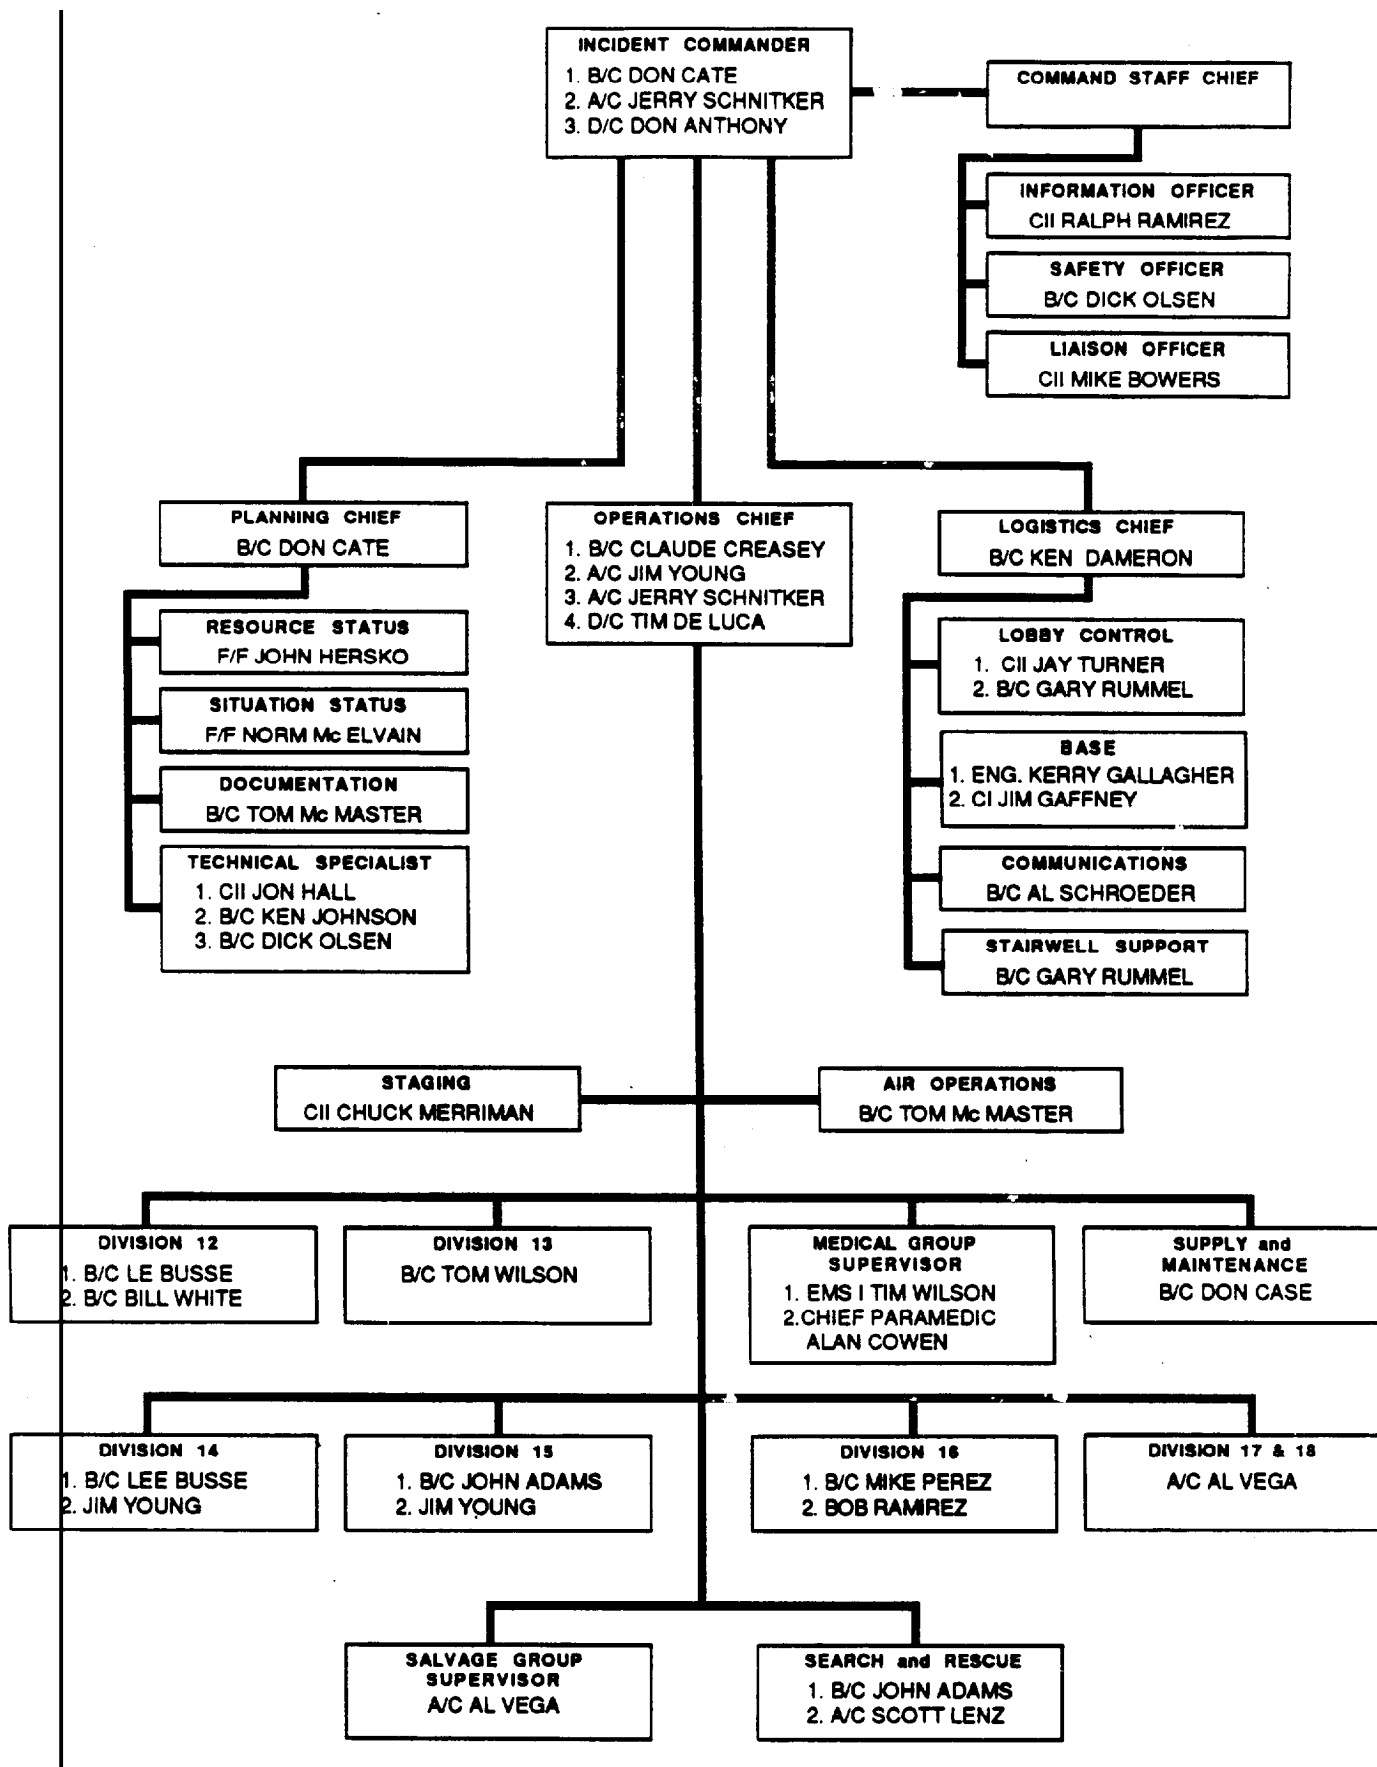 INCIDENT COMMANDER
1. B/C DON CATE
2. A/C JERRY SCHNITKER
3. D/C DON ANTHONY
COMMAND STAFF CHIEF
INFORMATION OFFICER
CII RALPH RAMIREZ
SAFETY OFFICER
B/C DICK OLSEN
LIAISON OFFICER
CII MIKE BOWERS
PLANNING CHIEF
B/C DON CATE
RESOURCE STATUS
F/F JOHN HERSKO
SITUATION STATUS
F/F NORM Mc ELVAIN
DOCUMENTATION
B/C TOM Mc MASTER
TECHNICAL SPECIALIST
1. CII JON HALL
2. B/C KEN JOHNSON
3. B/C DICK OLSEN
OPERATIONS CHIEF
1. B/C CLAUDE CREASEY
2. A/C JIM YOUNG
3. A/C JERRY SCHNITKER
4. D/C TIM DE LUCA
LOGISTICS CHIEF
B/C KEN DAMERON
LOBBY CONTROL
1. CII JAY TURNER
2. B/C GARY RUMMEL
BASE
1. ENG. KERRY GALLAGHER
2. CI JIM GAFFNEY
COMMUNICATIONS
B/C AL SCHROEDER
STAIRWELL SUPPORT
B/C GARY RUMMEL
STAGING
CII CHUCK MERRIMAN
AIR OPERATIONS
B/C TOM Mc MASTER
DIVISION 12
1. B/C LE BUSSE
2. B/C BILL WHITE
DIVISION 13
B/C TOM WILSON
MEDICAL GROUP
SUPERVISOR
1. EMS I TIM WILSON
2.CHIEF PARAMEDIC
ALAN COWEN
SUPPLY and
MAINTENANCE
B/C DON CASE
DIVISION 14
1. B/C LEE BUSSE
2. JIM YOUNG
DIVISION 15
1. B/C JOHN ADAMS
2. JIM YOUNG
DIVISION 16
1. B/C MIKE PEREZ
2. BOB RAMIREZ
DIVISION 17 & 18
A/C AL VEGA
SALVAGE GROUP
SUPERVISOR
A/C AL VEGA
SEARCH and RESCUE
1. B/C JOHN ADAMS
2. A/C SCOTT LENZ